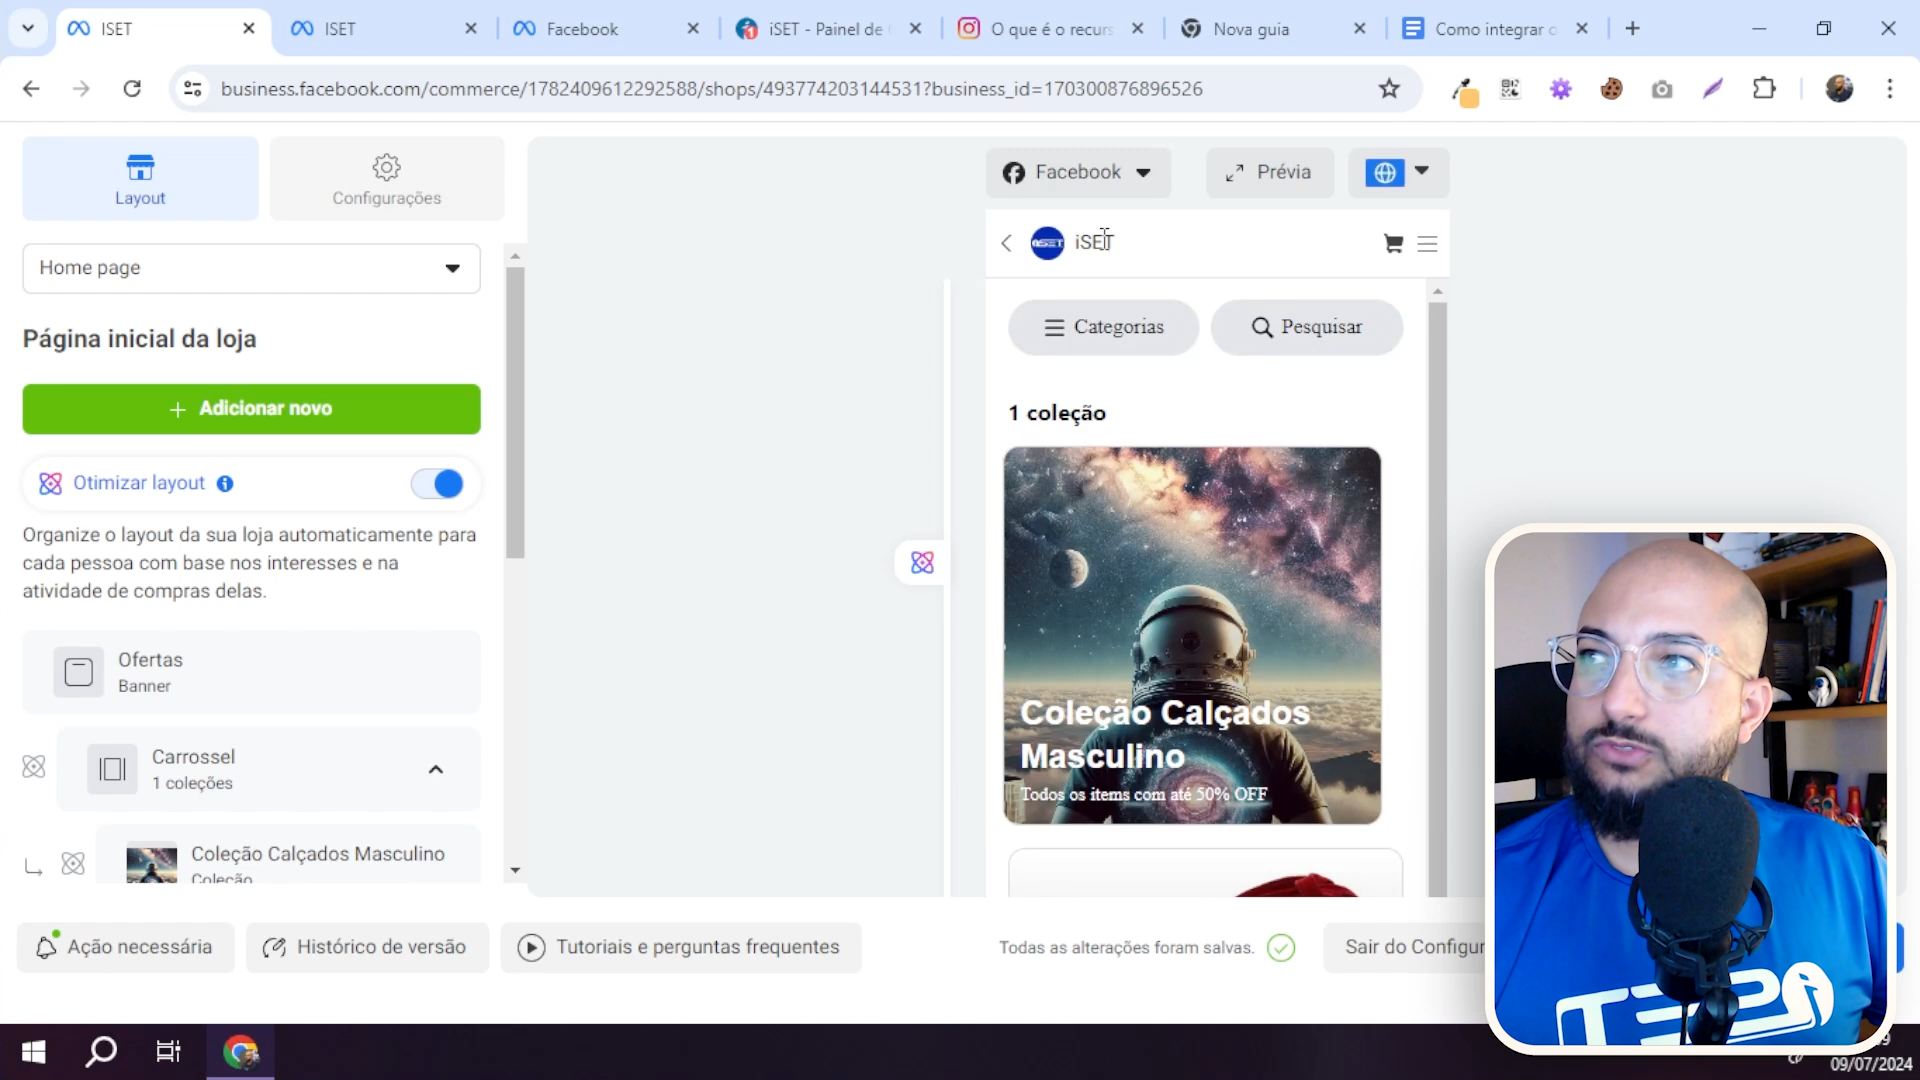 ISET
ISET
Facebook
iSET - Painel de
O que é o recurs
Nova guia
Como integrar o
business.facebook.com/commerce/1782409612292588/shops/493774203144531?business_id=170300876896526
Layout
Configurações
Facebook
Prévia
Home page
iSET
Página inicial da loja
Categorias
Pesquisar
Adicionar novo
1 coleção
Otimizar layout
Organize o layout da sua loja automaticamente para
cada pessoa com base nos interesses e na
atividade de compras delas.
Ofertas
Banner
Coleção Calçados
Masculino
Todos os items com até 50% OFF
Carrossel
1 coleções
Coleção Calçados Masculino
Coleção
Ação necessária
Histórico de versão
Tutoriais e perguntas frequentes
Todas as alterações foram salvas.
Sair do Configur
09/07/2024